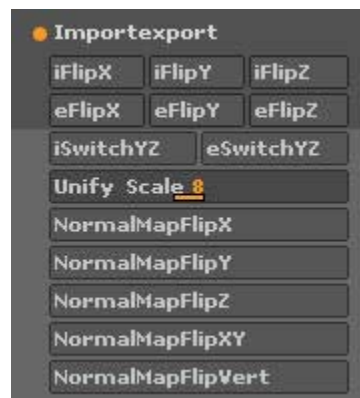 Importexport
iFlipX iFlipY iFlipZ
eFlipX eFlipY eFlipZ
iSwitchYZ eSwitchYZ
Unify Scale 8
NormalMapFlipX
NormalMapFlipY
NormalMapFlipZ
NormalMapFlipXY
NormalMapFlipVert